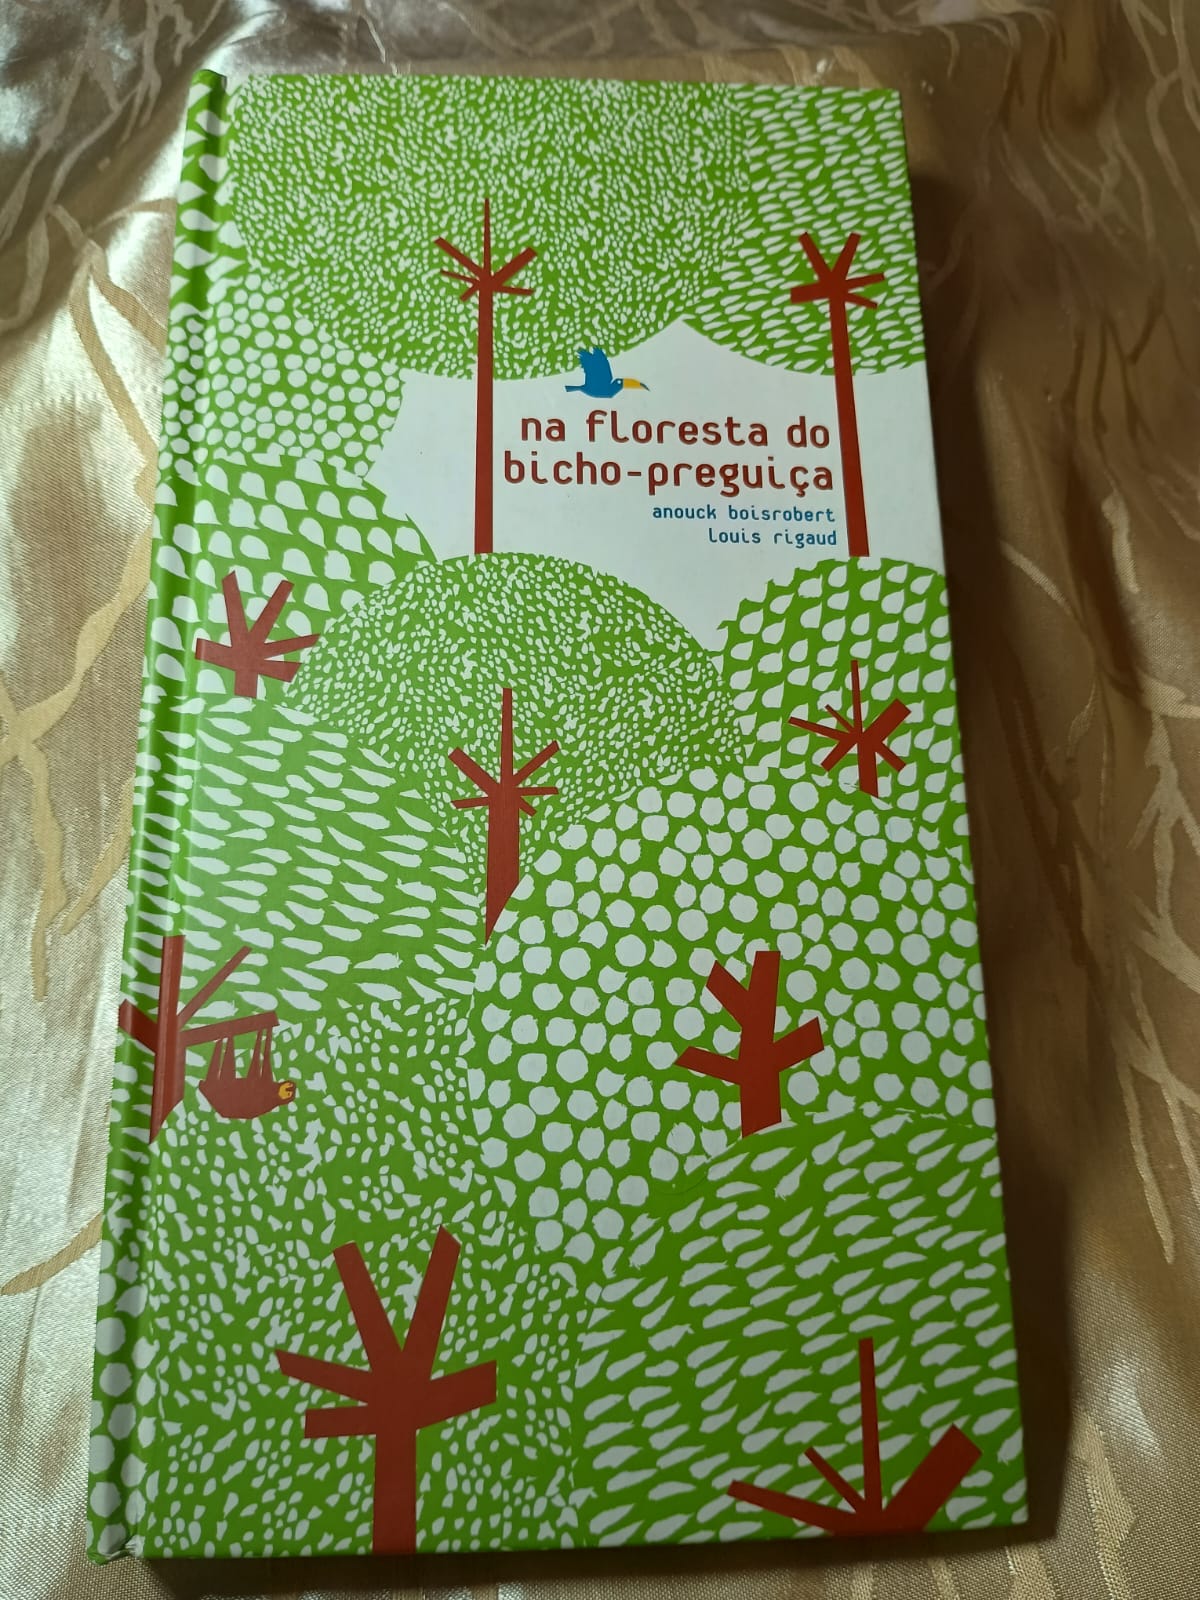 na floresta do
bicho-preguiça
anouck boisrobert
louis rigaud